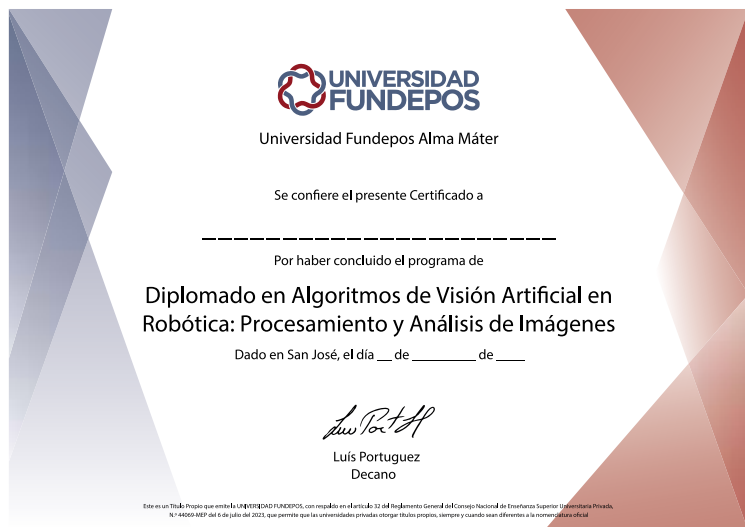 UNIVERSIDAD
FUNDEPOS
Universidad Fundepos Alma Máter
Se confiere el presente Certificado a
Por haber concluido el programa de
Diplomado en Algoritmos de Visión Artificial en
Robótica: Procesamiento y Análisis de Imágenes
Dado en San José, el día __ de ________ de ____
Luís Portuguez
Decano
Este es un Título Propio que emite la UNIVERSIDAD FUNDEPOS, con respaldo en el artículo 32 del Reglamento General del Consejo Nacional de Enseñanza Superior Universitaria Privada,
N.º 44069-MEP del 6 de julio del 2023, que permite que las universidades privadas otorgar títulos propios, siempre y cuando sean diferentes a la nomenclatura oficial